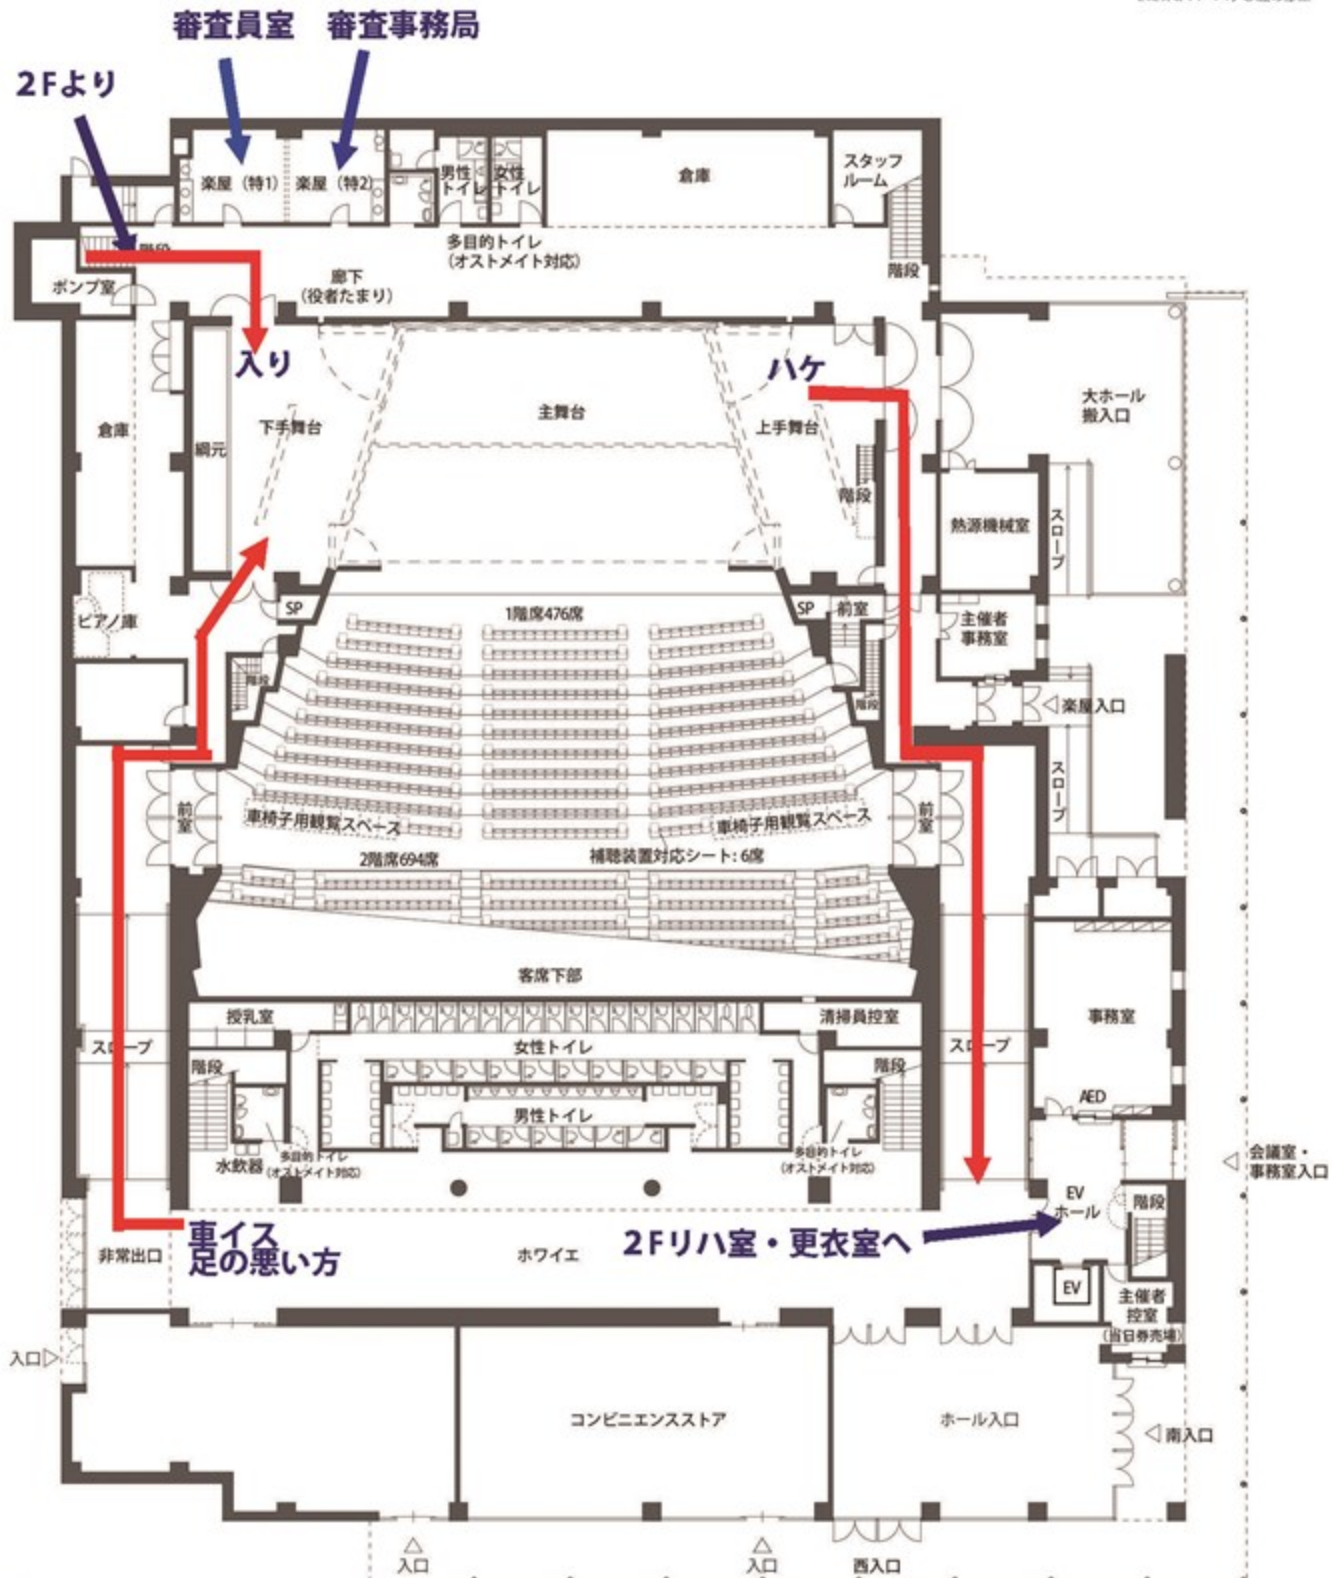 審査員室 審査事務局
2Fより
楽屋（特1） 楽屋（特2）
男性
トイレ
女性
トイレ
倉庫
スタッフ
ルーム
階段
多目的トイレ
（オストメイト対応）
階段
ポンプ室
廊下
（役者たまり）
入り
ハケ
倉庫
綱元
下手舞台
主舞台
上手舞台
階段
大ホール
搬入口
熱源機械室
スロープ
ピアノ庫
SP
1階席476席
SP
前室
主催者
事務室
階段
階段
楽屋入口
スロープ
前室
車椅子用観覧スペース
車椅子用観覧スペース
前室
2階席694席
補聴装置対応シート：6席
客席下部
授乳室
清掃員控室
事務室
スロープ
女性トイレ
スロープ
階段
階段
男性トイレ
AED
水飲器
多目的トイレ
（オストメイト対応）
多目的トイレ
（オストメイト対応）
会議室・
事務室入口
EV
ホール
階段
車イス
足の悪い方
2Fリハ室・更衣室へ
非常出口
ホワイエ
EV
主催者
控室
（当日券売場）
入口
コンビニエンスストア
ホール入口
南入口
入口
入口
西入口